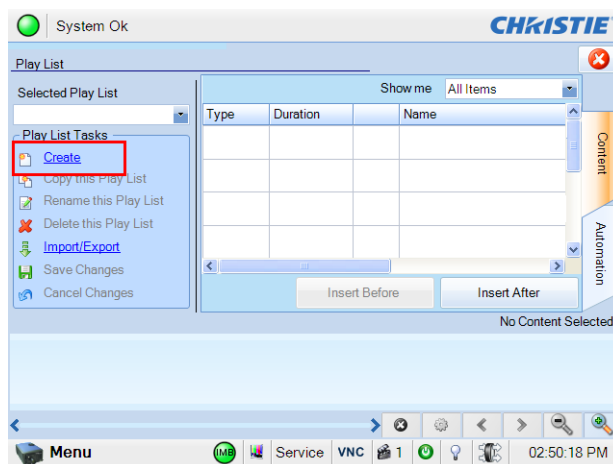 System Ok
CHRISTIE
Play List
Selected Play List
Show me All Items
Type Duration Name
Play List Tasks
Create
Copy this Play List
Rename this Play List
Delete this Play List
Import/Export
Save Changes
Cancel Changes
Content
Automation
Insert Before Insert After
No Content Selected
Menu IMB Service VNC 1 02:50:18 PM